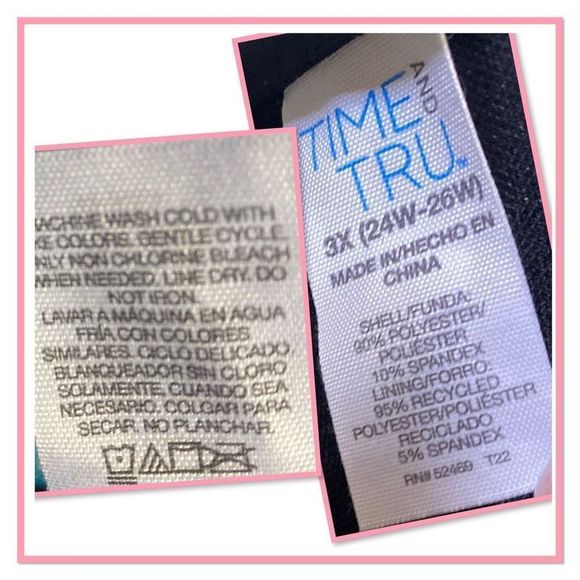 MACHINE WASH COLD WITH
KE COLORS. GENTLE CYCLE.
NLY NON CHLORINE BLEACH
WHEN NEEDED. LINE DRY. DO
NOT IRON.
LAVAR A MÁQUINA EN AGUA
FRÍA CON COLORES
SIMILARES. CICLO DELICADO.
BLANQUEADOR SIN CLORO
SOLAMENTE, CUANDO SEA
NECESARIO. COLGAR PARA
SECAR. NO PLANCHAR.
TIME AND
TRU™
3X (24W-26W)
MADE IN/HECHO EN
CHINA
SHELL/FUNDA:
90% POLYESTER/
POLIÉSTER
10% SPANDEX
LINING/FORRO:
95% RECYCLED
POLYESTER/POLIÉSTER
RECICLADO
5% SPANDEX
RN# 52469 T22